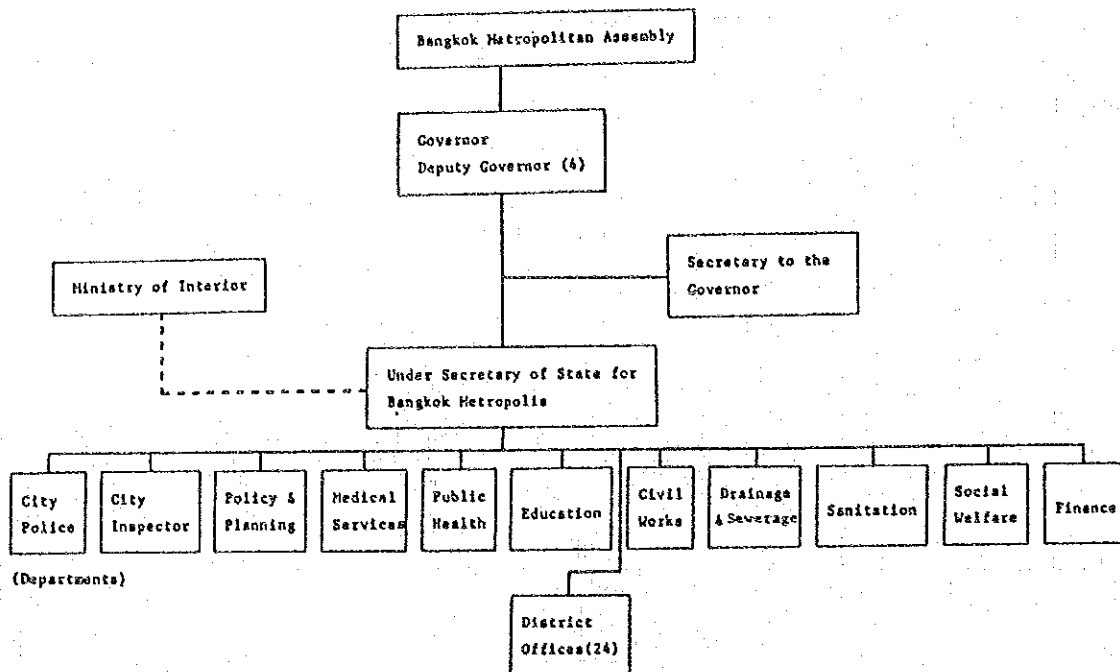 Bangkok Metropolitan Assembly
Governor
Deputy Governor (4)
Secretary to the
Governor
Ministry of Interior
Under Secretary of State for
Bangkok Metropolis
City
Police
City
Inspector
Policy &
Planning
Medical
Services
Public
Health
Education
Civil
Works
Drainage
& Sewerage
Sanitation
Social
Welfare
Finance
(Departments)
District
Offices(24)